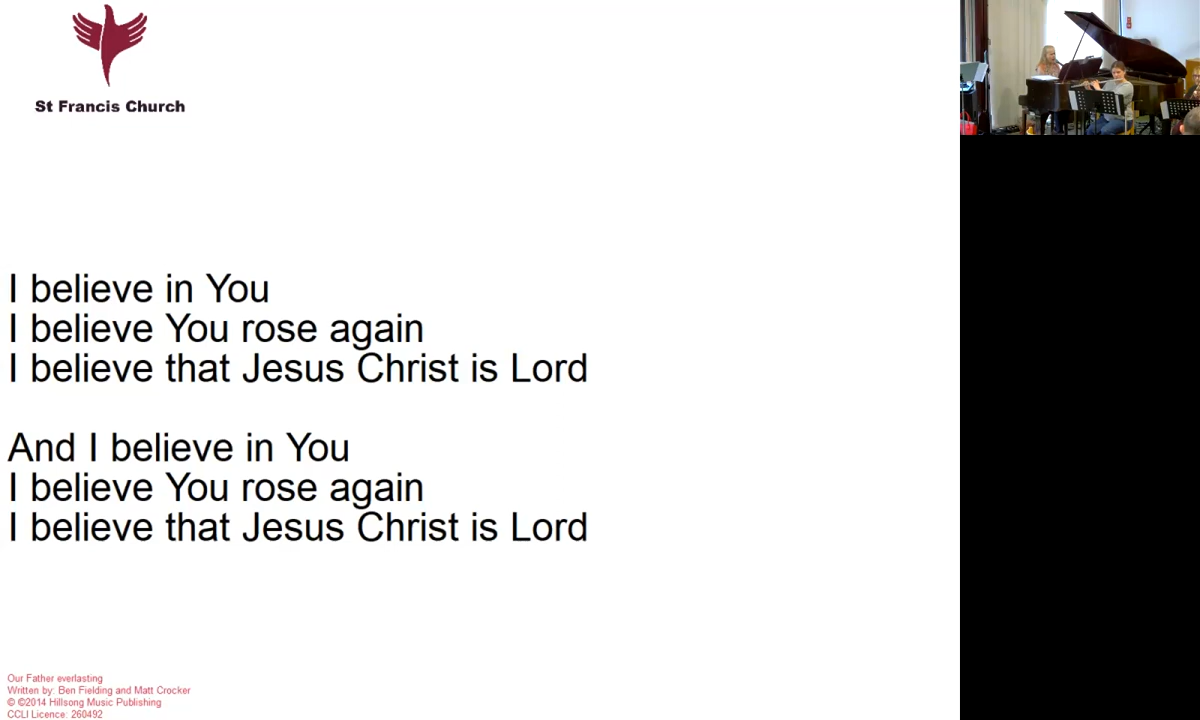 St Francis Church
I believe in You
I believe You rose again
I believe that Jesus Christ is Lord
And I believe in You
I believe You rose again
I believe that Jesus Christ is Lord
Our Father everlasting
Written by: Ben Fielding and Matt Crocker
© ©2014 Hillsong Music Publishing
CCLI Licence: 260492